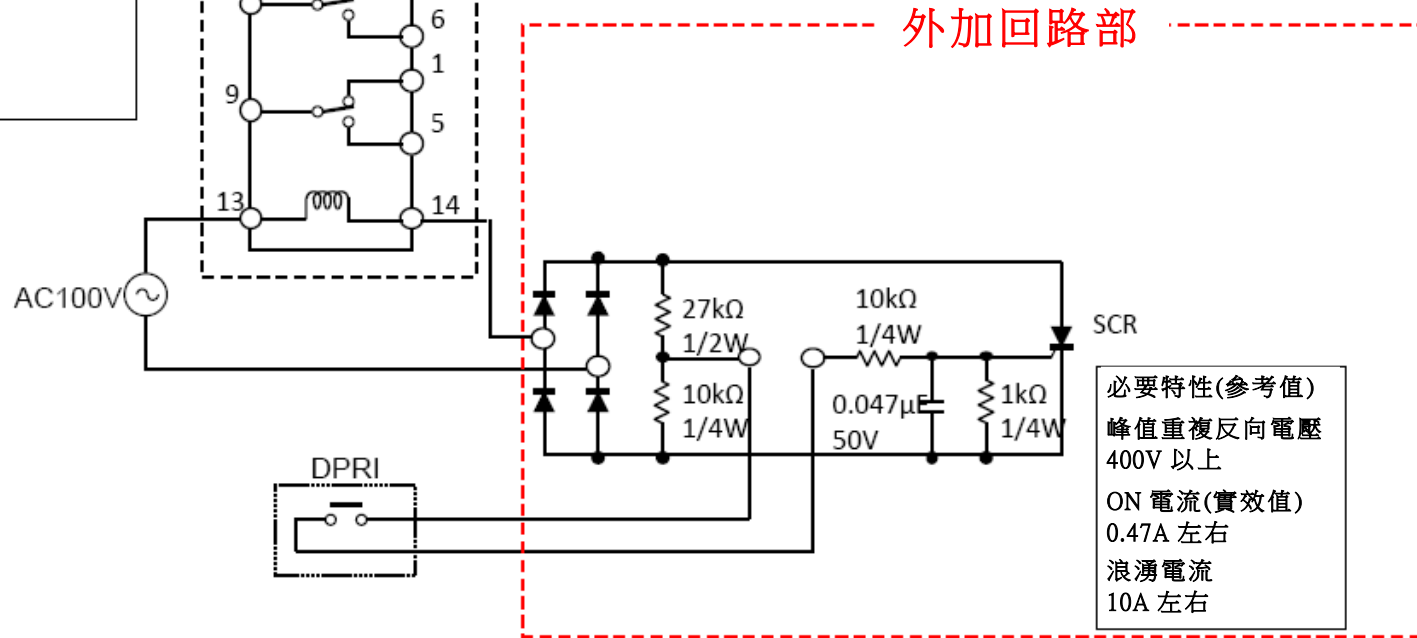 外加回路部
6
1
9
5
13
14
AC100V
27kΩ
1/2W
10kΩ
1/4W
10kΩ
1/4W
0.047μF
50V
1kΩ
1/4W
SCR
DPRI
必要特性(參考值)
峰值重複反向電壓
400V 以上
ON 電流(實效值)
0.47A 左右
浪湧電流
10A 左右